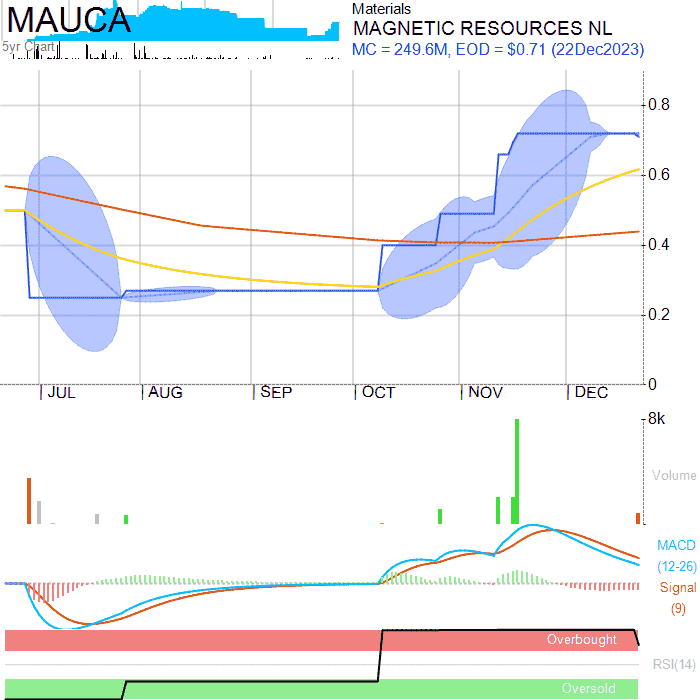 MAUCA
5yr Chart
Materials
MAGNETIC RESOURCES NL
MC = 249.6M, EOD = $0.71 (22Dec2023)
0.8
0.6
0.4
0.2
0
JUL AUG SEP OCT NOV DEC
8k
Volume
MACD
(12-26)
Signal
(9)
Overbought
RSI(14)
Oversold